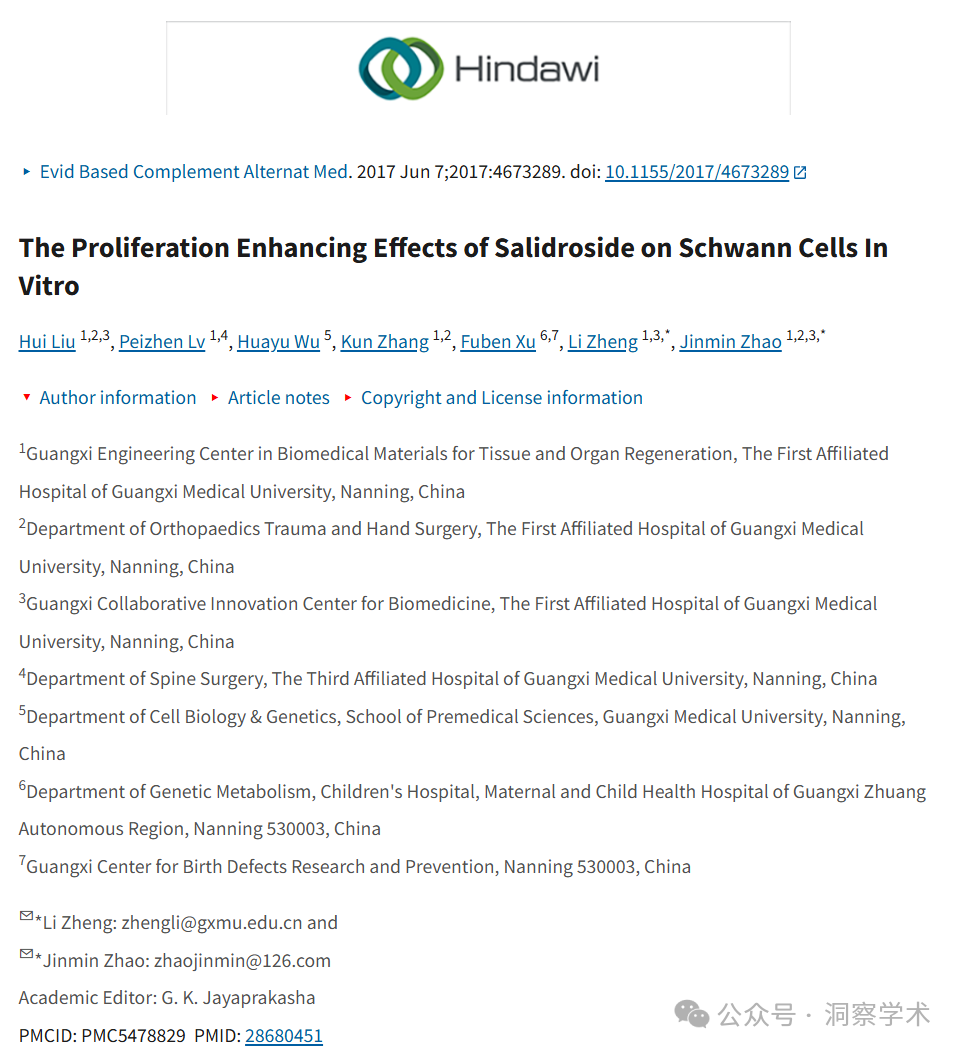 Hindawi
Evid Based Complement Alternat Med. 2017 Jun 7;2017:4673289. doi: 10.1155/2017/4673289
The Proliferation Enhancing Effects of Salidroside on Schwann Cells In
Vitro
Hui Liu 1,2,3, Peizhen Lv 1,4, Huayu Wu 5, Kun Zhang 1,2, Fuben Xu 6,7, Li Zheng 1,3,*, Jinmin Zhao 1,2,3,*
Author information Article notes Copyright and License information
1Guangxi Engineering Center in Biomedical Materials for Tissue and Organ Regeneration, The First Affiliated
Hospital of Guangxi Medical University, Nanning, China
2Department of Orthopaedics Trauma and Hand Surgery, The First Affiliated Hospital of Guangxi Medical
University, Nanning, China
3Guangxi Collaborative Innovation Center for Biomedicine, The First Affiliated Hospital of Guangxi Medical
University, Nanning, China
4Department of Spine Surgery, The Third Affiliated Hospital of Guangxi Medical University, Nanning, China
5Department of Cell Biology & Genetics, School of Premedical Sciences, Guangxi Medical University, Nanning,
China
6Department of Genetic Metabolism, Children's Hospital, Maternal and Child Health Hospital of Guangxi Zhuang
Autonomous Region, Nanning 530003, China
7Guangxi Center for Birth Defects Research and Prevention, Nanning 530003, China
*Li Zheng: zhengli@gxmu.edu.cn and
*Jinmin Zhao: zhaojinmin@126.com
Academic Editor: G. K. Jayaprakasha
PMCID: PMC5478829 PMID: 28680451
公众号 · 洞察学术